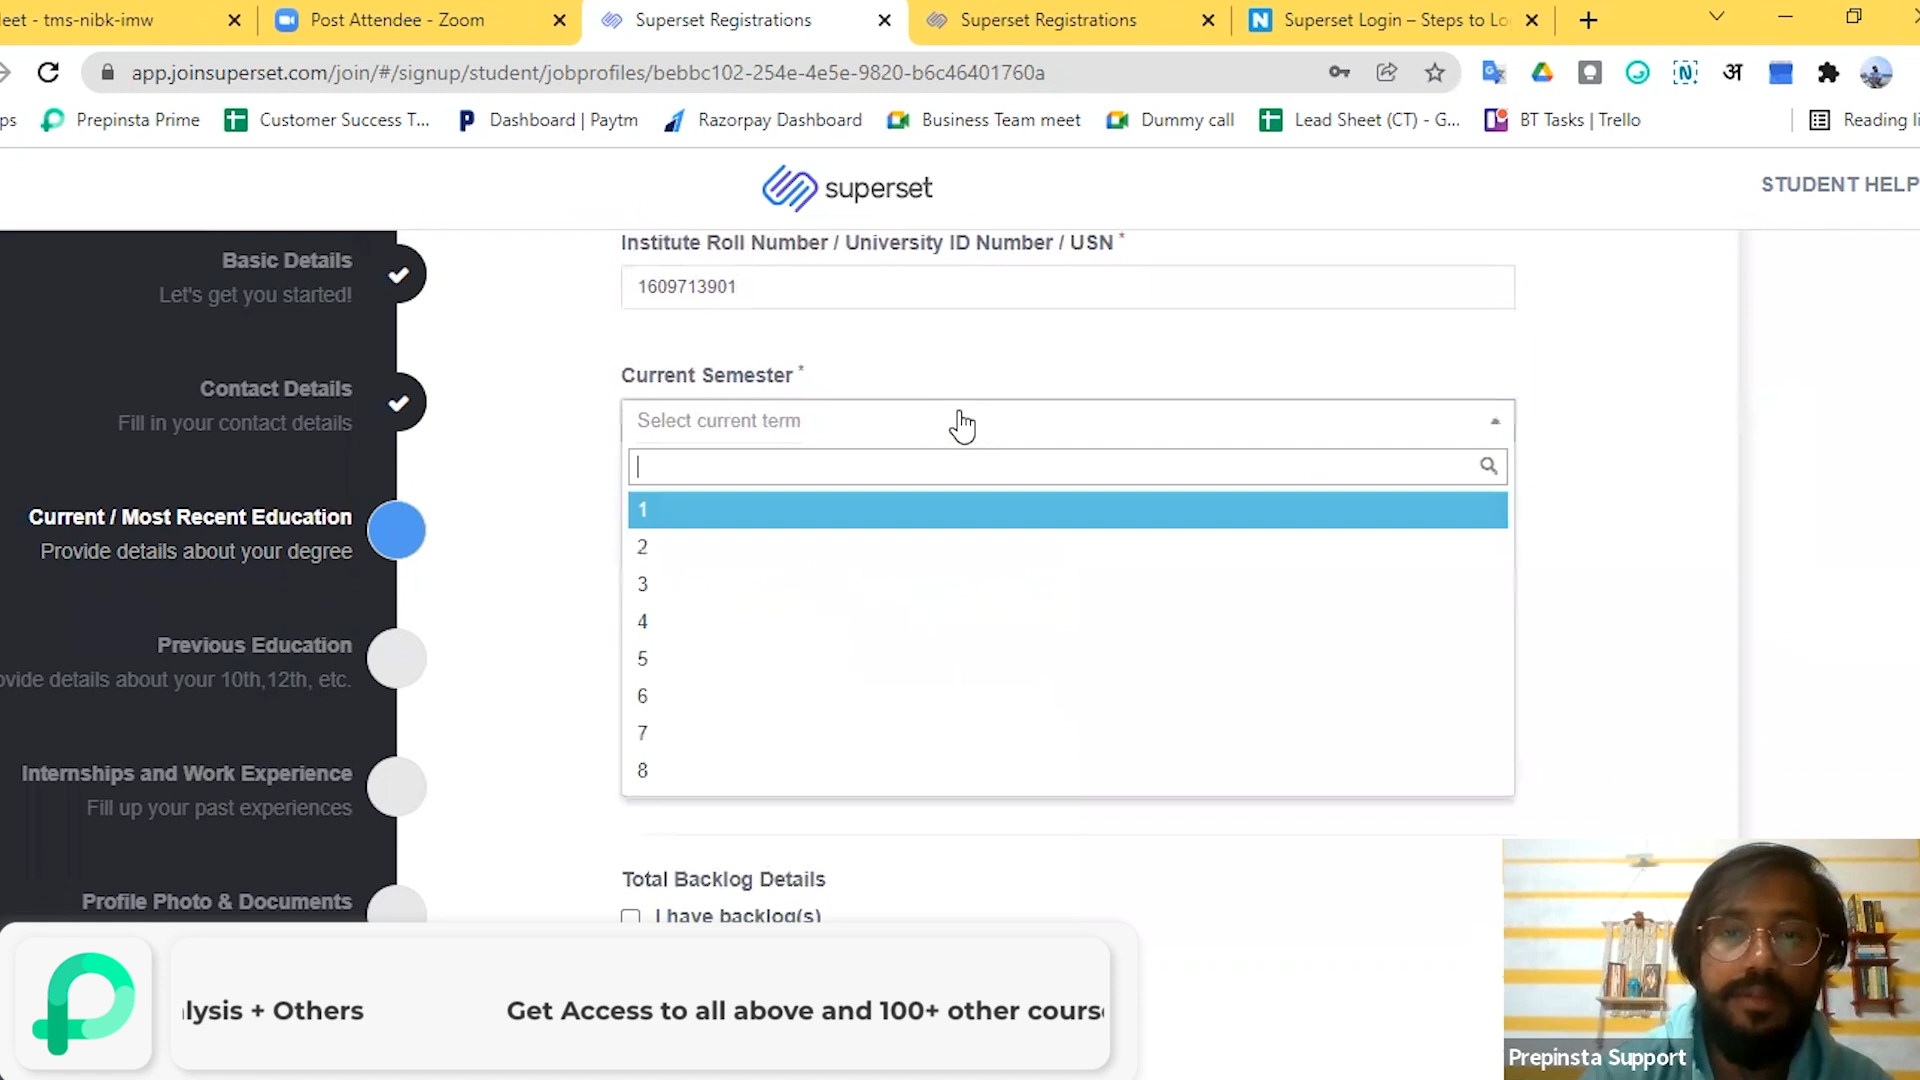 eet - tms-nibk-imw
Post Attendee - Zoom
Superset Registrations
Superset Registrations
Superset Login – Steps to Lo
app.joinsuperset.com/join/#/signup/student/jobprofiles/bebbc102-254e-4e5e-9820-b6c46401760a
ps
Prepinsta Prime
Customer Success T...
Dashboard | Paytm
Razorpay Dashboard
Business Team meet
Dummy call
Lead Sheet (CT) - G...
BT Tasks | Trello
Reading li
superset
STUDENT HELP
Basic Details
Let's get you started!
Contact Details
Fill in your contact details
Current / Most Recent Education
Provide details about your degree
Previous Education
ovide details about your 10th,12th, etc.
Internships and Work Experience
Fill up your past experiences
Profile Photo & Documents
Institute Roll Number / University ID Number / USN *
1609713901
Current Semester *
Select current term
1
2
3
4
5
6
7
8
Total Backlog Details
I have backlog(s)
lysis + Others
Get Access to all above and 100+ other cours
Prepinsta Support